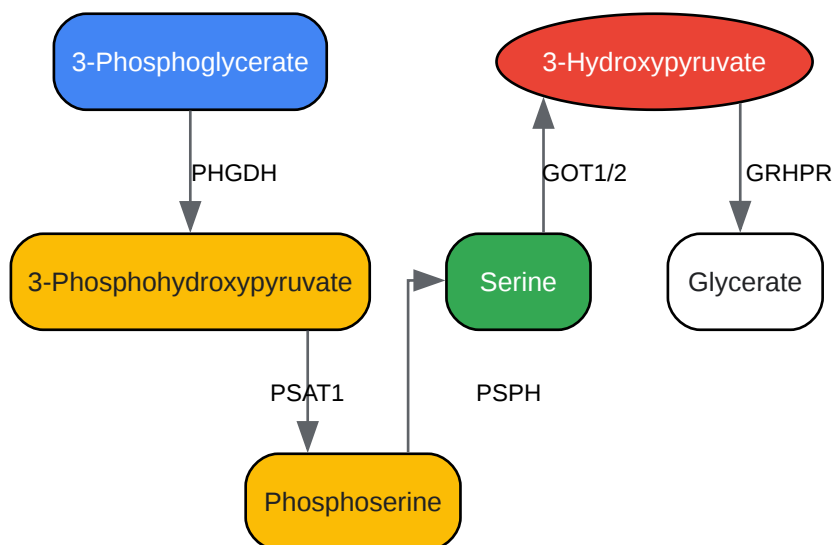 3-Phosphoglycerate
3-Hydroxypyruvate
PHGDH
GOT1/2
GRHPR
3-Phosphohydroxypyruvate
Serine
Glycerate
PSAT1
PSPH
Phosphoserine